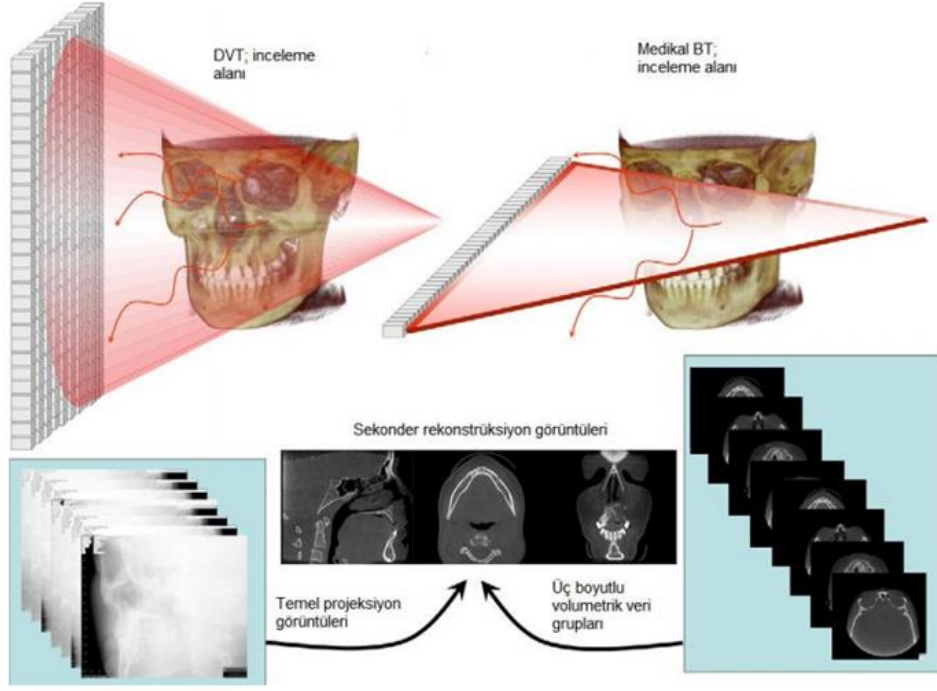 DVT; inceleme
alanı
Medikal BT;
inceleme alanı
Sekonder rekonstrüksiyon görüntüleri
Temel projeksiyon
görüntüleri
Üç boyutlu
volumetrik veri
grupları